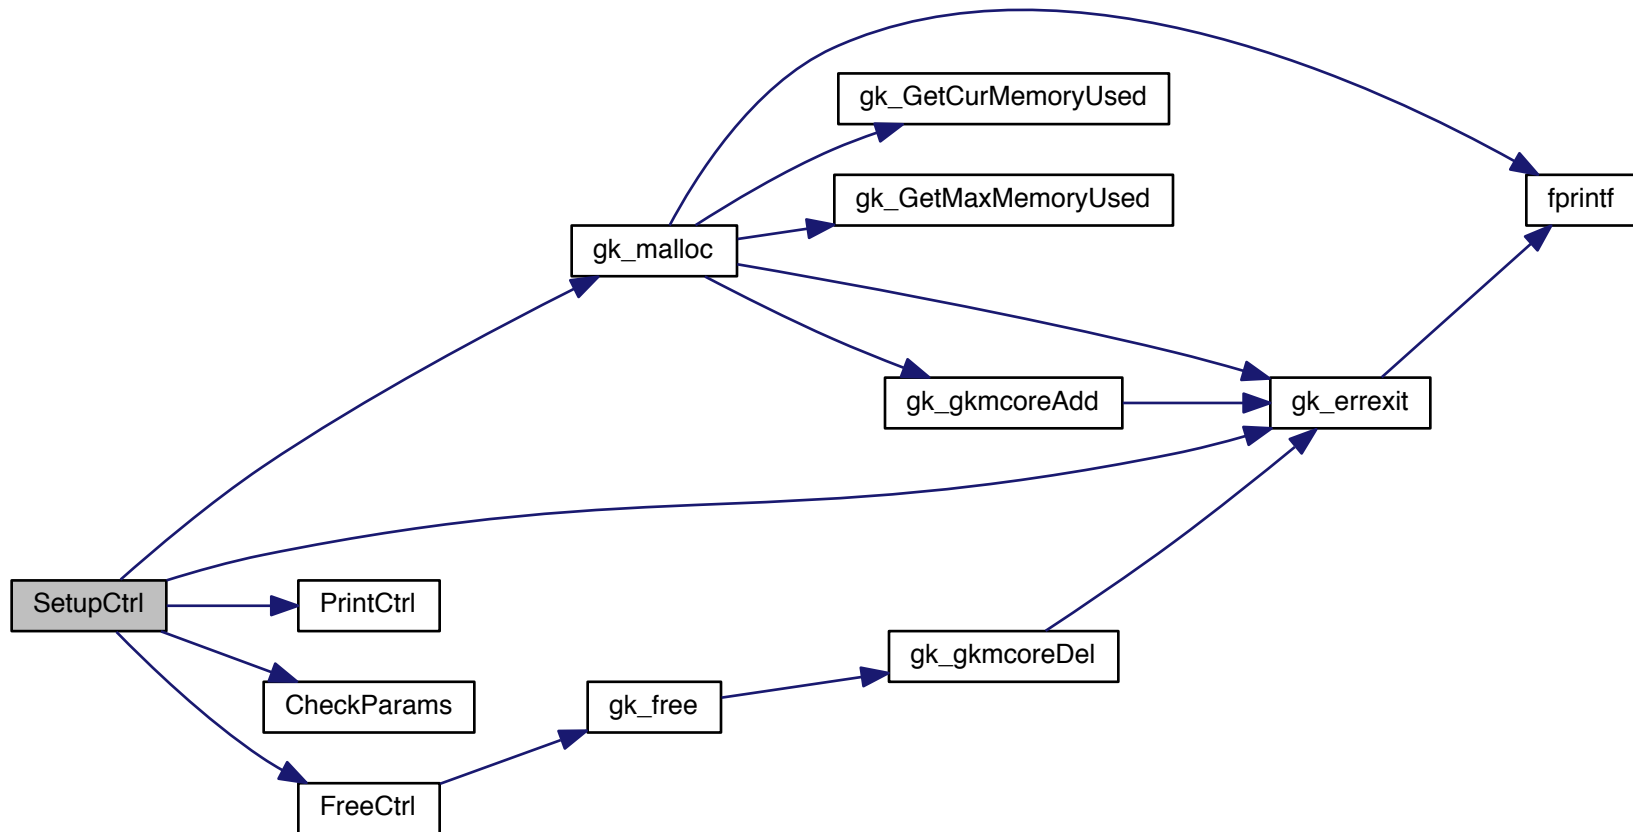 gk_GetCurMemoryUsed
gk_GetMaxMemoryUsed
fprintf
gk_malloc
gk_gkmcoreAdd
gk_errexit
SetupCtrl
PrintCtrl
gk_gkmcoreDel
CheckParams
gk_free
FreeCtrl